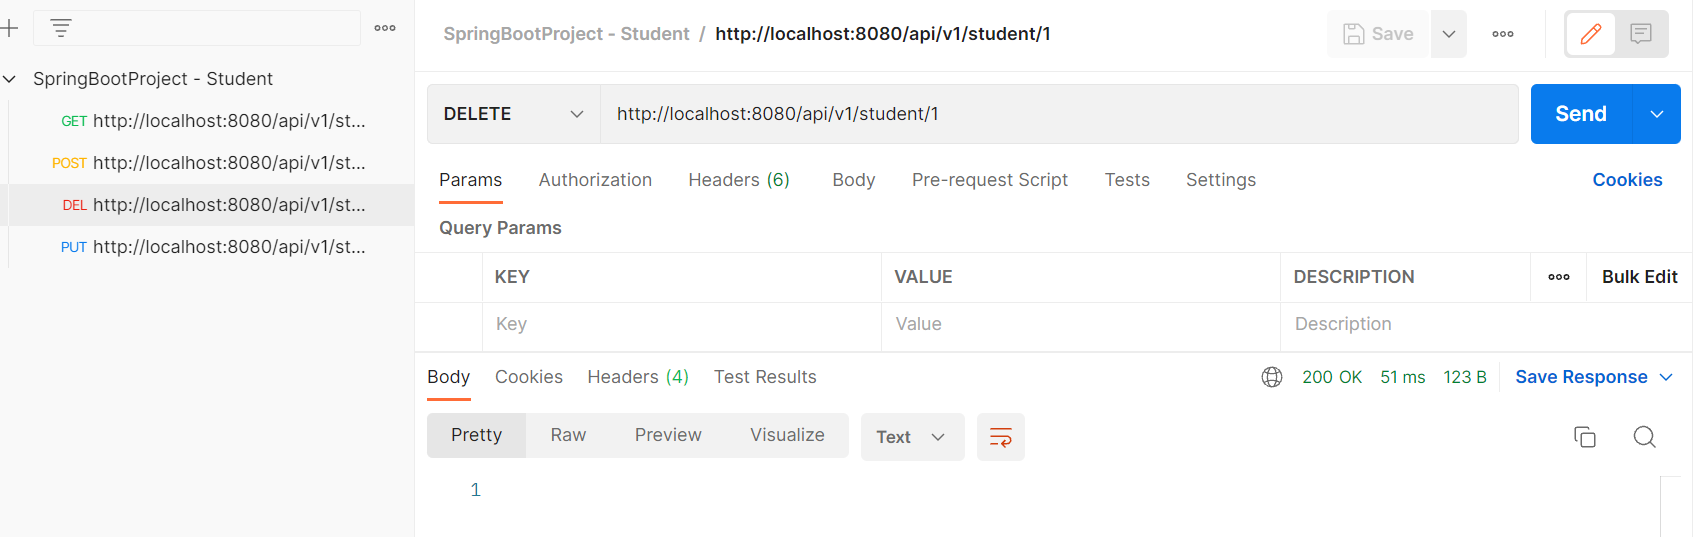 SpringBootProject - Student / http://localhost:8080/api/v1/student/1
Save
SpringBootProject - Student
GET http://localhost:8080/api/v1/st...
POST http://localhost:8080/api/v1/st...
DEL http://localhost:8080/api/v1/st...
PUT http://localhost:8080/api/v1/st...
DELETE http://localhost:8080/api/v1/student/1 Send
Params Authorization Headers (6) Body Pre-request Script Tests Settings Cookies
Query Params
KEY VALUE DESCRIPTION Bulk Edit
Key Value Description
Body Cookies Headers (4) Test Results 200 OK 51 ms 123 B Save Response
Pretty Raw Preview Visualize Text
1